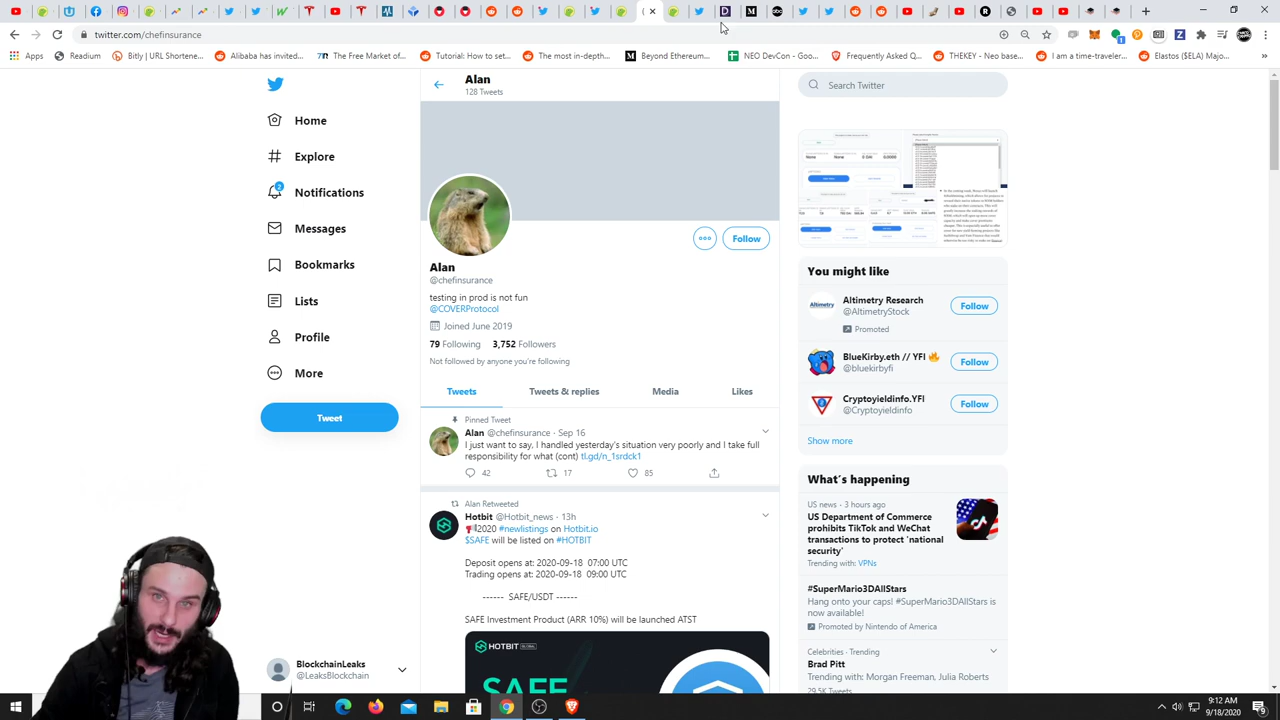 twitter.com/chefinsurance
Apps
Readium
Bitly | URL Shortene...
Alibaba has invited...
The Free Market of...
Tutorial: How to set...
The most in-depth...
Beyond Ethereum...
NEO DevCon - Goo...
Frequently Asked Q...
THEKEY - Neo base...
I am a time-traveler...
Elastos ($ELA) Majo...
Home
Explore
2
Notifications
essages
Bookmarks
Lists
Profile
More
Tweet
BlockchainLeaks
@LeaksBlockchain
Alan
128 Tweets
Follow
Alan
@chefinsurance
testing in prod is not fun
@COVERProtocol
Joined June 2019
79 Following 3,752 Followers
Not followed by anyone you're following
Tweets
Tweets & replies
Media
Likes
Pinned Tweet
Alan @chefinsurance · Sep 16
I just want to say, I handled yesterday's situation very poorly and I take full
responsibility for what (cont) tl.gd/n_1srdck1
42
17
85
Alan Retweeted
Hotbit @Hotbit_news · 13h
2020 #newlistings on Hotbit.io
$SAFE will be listed on #HOTBIT
Deposit opens at: 2020-09-18 07:00 UTC
Trading opens at: 2020-09-18 09:00 UTC
------ SAFE/USDT ------
SAFE Investment Product (ARR 10%) will be launched ATST
HOTBIT
SAFE
Search Twitter
You might like
Altimetry Research
@AltimetryStock
Promoted
Follow
BlueKirby.eth // YFI
@bluekirbyfi
Follow
Cryptoyieldinfo.YFI
@Cryptoyieldinfo
Follow
Show more
What's happening
US news · 3 hours ago
US Department of Commerce
prohibits TikTok and WeChat
transactions to protect 'national
security'
Trending with: VPNs
#SuperMario3DAllStars
Hang onto your caps! #SuperMario3DAllStars is
now available!
Promoted by Nintendo of America
Celebrities · Trending
Brad Pitt
Trending with: Morgan Freeman, Julia Roberts
29.5K Tweets
9:12 AM
9/18/2020